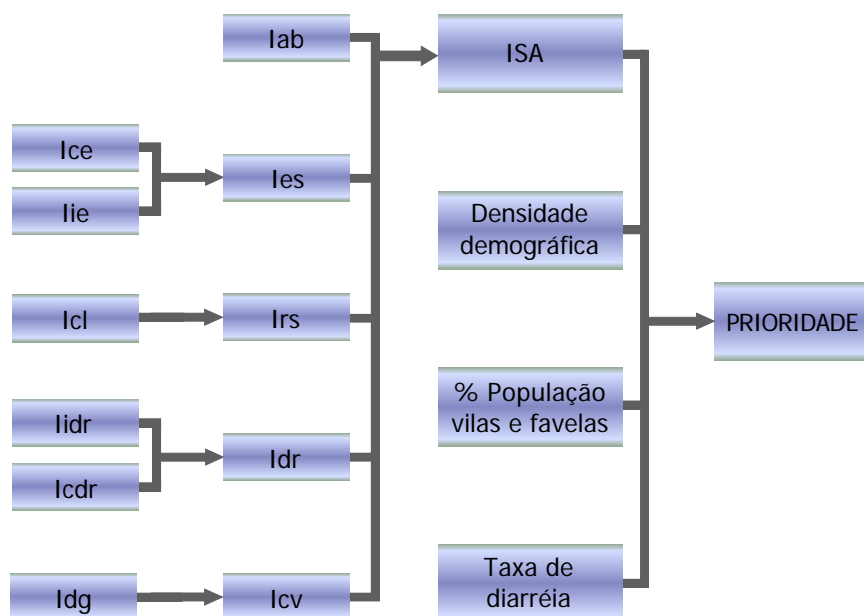 Iab
ISA
Ice
Iie
Ies
Densidade
demográfica
Icl
Irs
PRIORIDADE
% População
vilas e favelas
Iidr
Icdr
Idr
Idg
Icv
Taxa de
diarréia